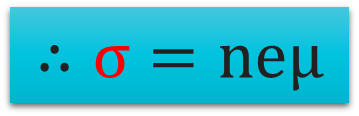 ∴ σ = neμ